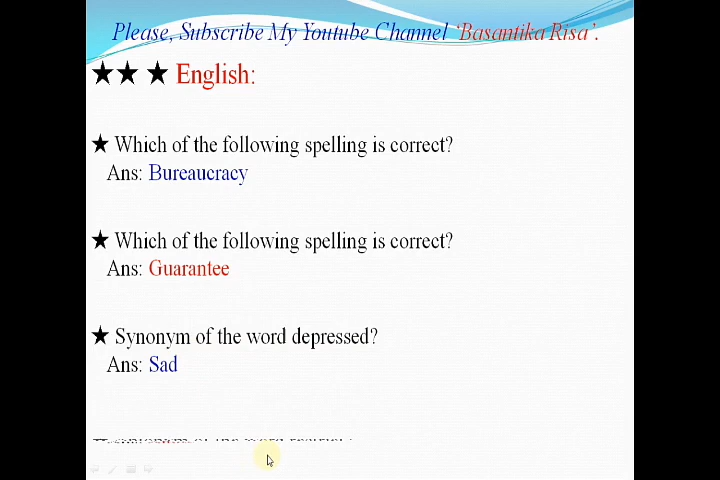 Please, Subscribe My Youtube Channel 'Basantika Risa'.
★★ ★ English:
★ Which of the following spelling is correct?
Ans: Bureaucracy
★ Which of the following spelling is correct?
Ans: Guarantee
★ Synonym of the word depressed?
Ans: Sad